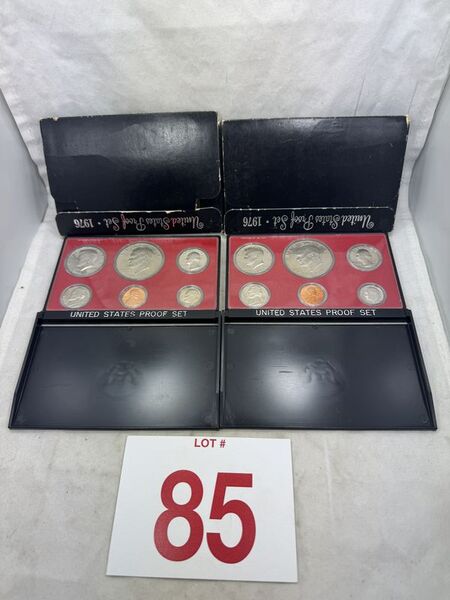 United States Proof Set • 1976
United States Proof Set • 1976
UNITED STATES PROOF SET
UNITED STATES PROOF SET
LOT #
85